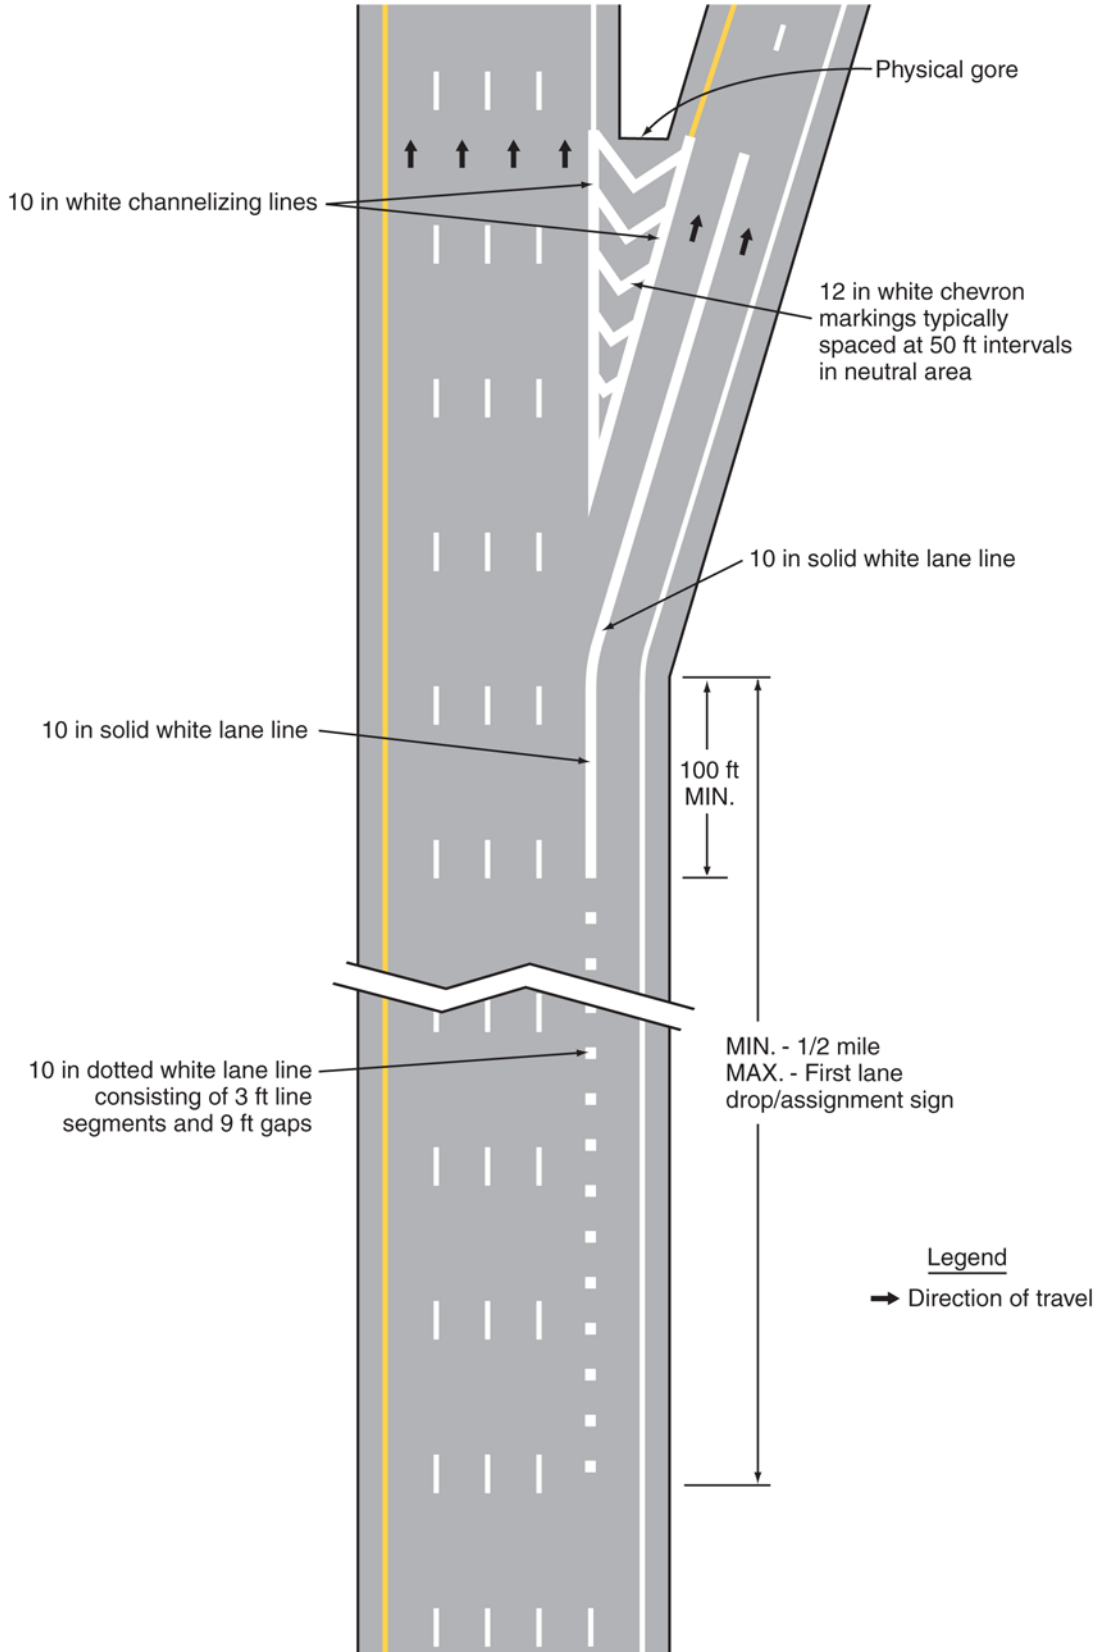 Physical gore
10 in white channelizing lines
12 in white chevron
markings typically
spaced at 50 ft intervals
in neutral area
10 in solid white lane line
10 in solid white lane line
100 ft
MIN.
MIN. - 1/2 mile
MAX. - First lane
drop/assignment sign
10 in dotted white lane line
consisting of 3 ft line
segments and 9 ft gaps
Legend
Direction of travel